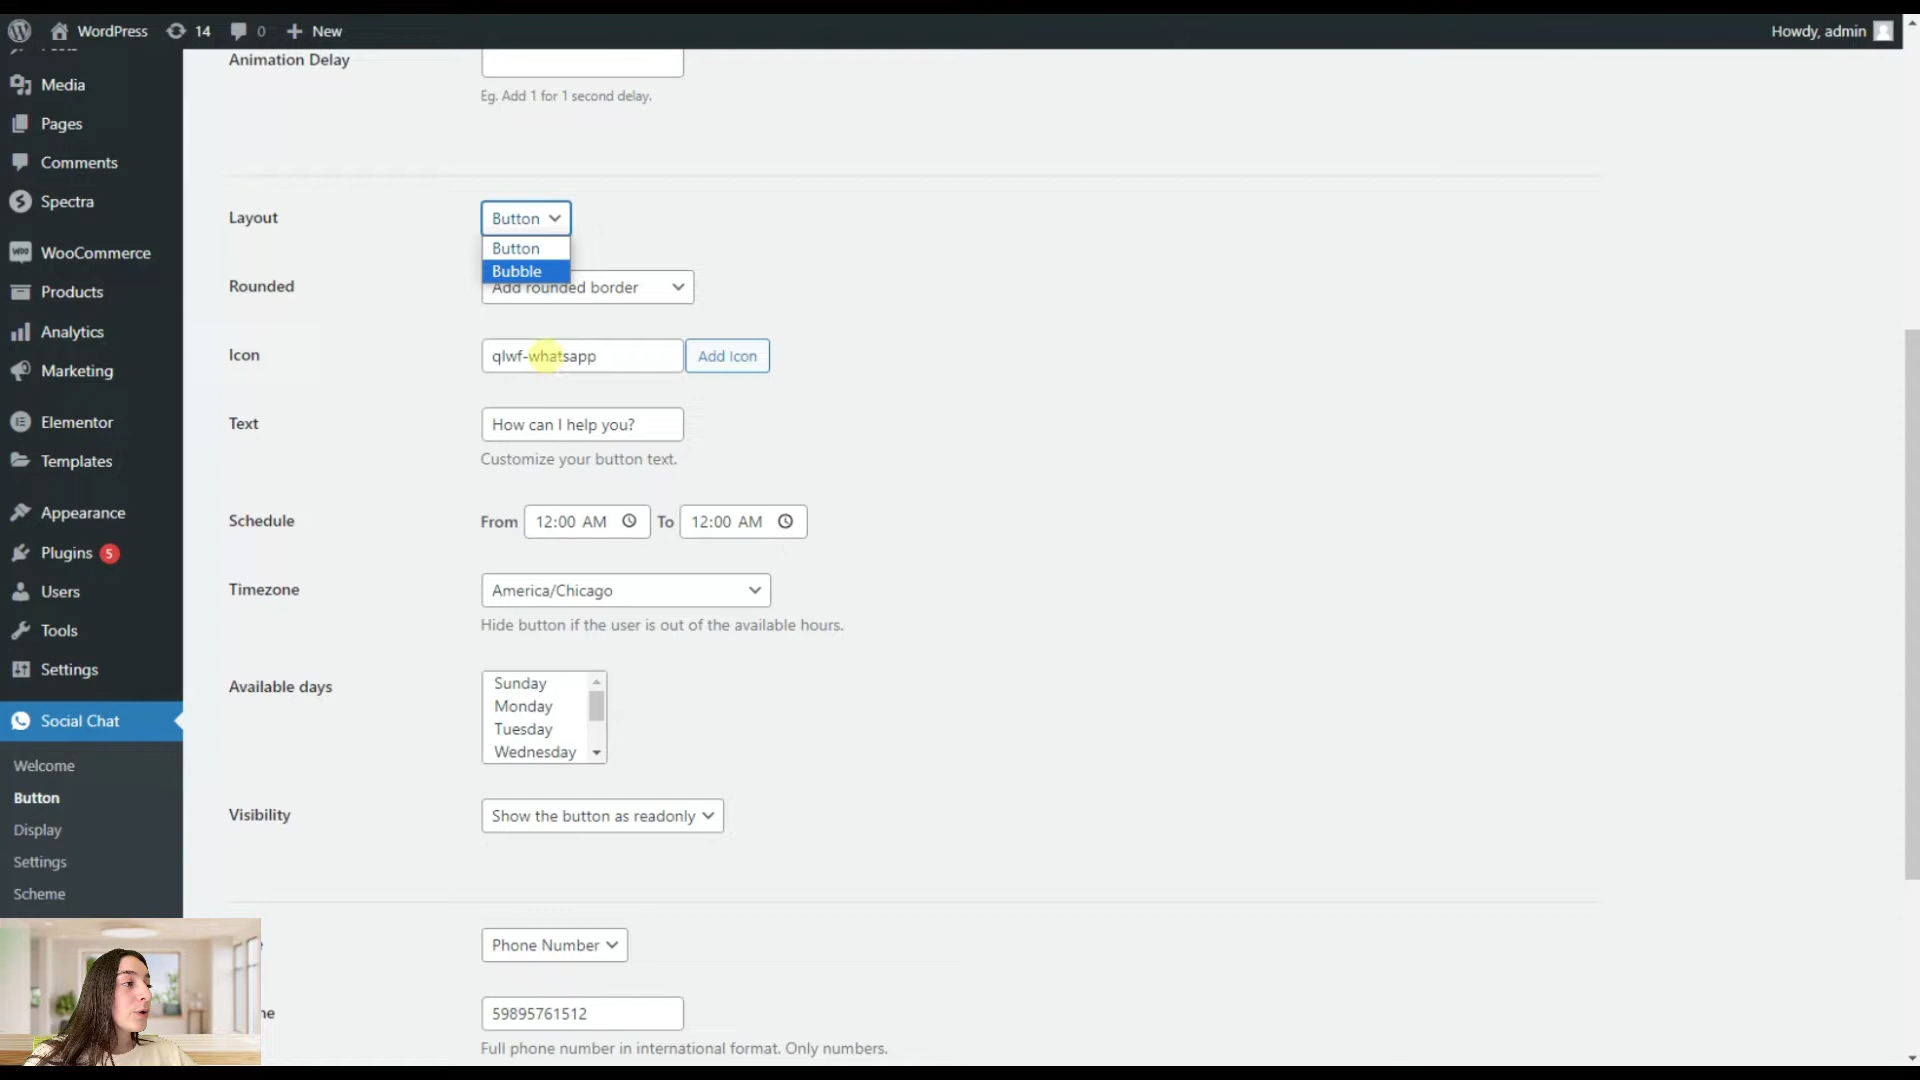 WordPress 14 0 New Howdy, admin
Media
Pages
Comments
Spectra
WooCommerce
Products
Analytics
Marketing
Elementor
Templates
Appearance
Plugins 5
Users
Tools
Settings
Social Chat
Welcome
Button
Display
Settings
Scheme
Animation Delay
Eg. Add 1 for 1 second delay.
Layout
Button
Button
Bubble
Rounded
Add rounded border
Icon
qlwf-whatsapp
Add Icon
Text
How can I help you?
Customize your button text.
Schedule
From 12:00 AM To 12:00 AM
Timezone
America/Chicago
Hide button if the user is out of the available hours.
Available days
Sunday
Monday
Tuesday
Wednesday
Visibility
Show the button as readonly
Phone Number
59895761512
Full phone number in international format. Only numbers.